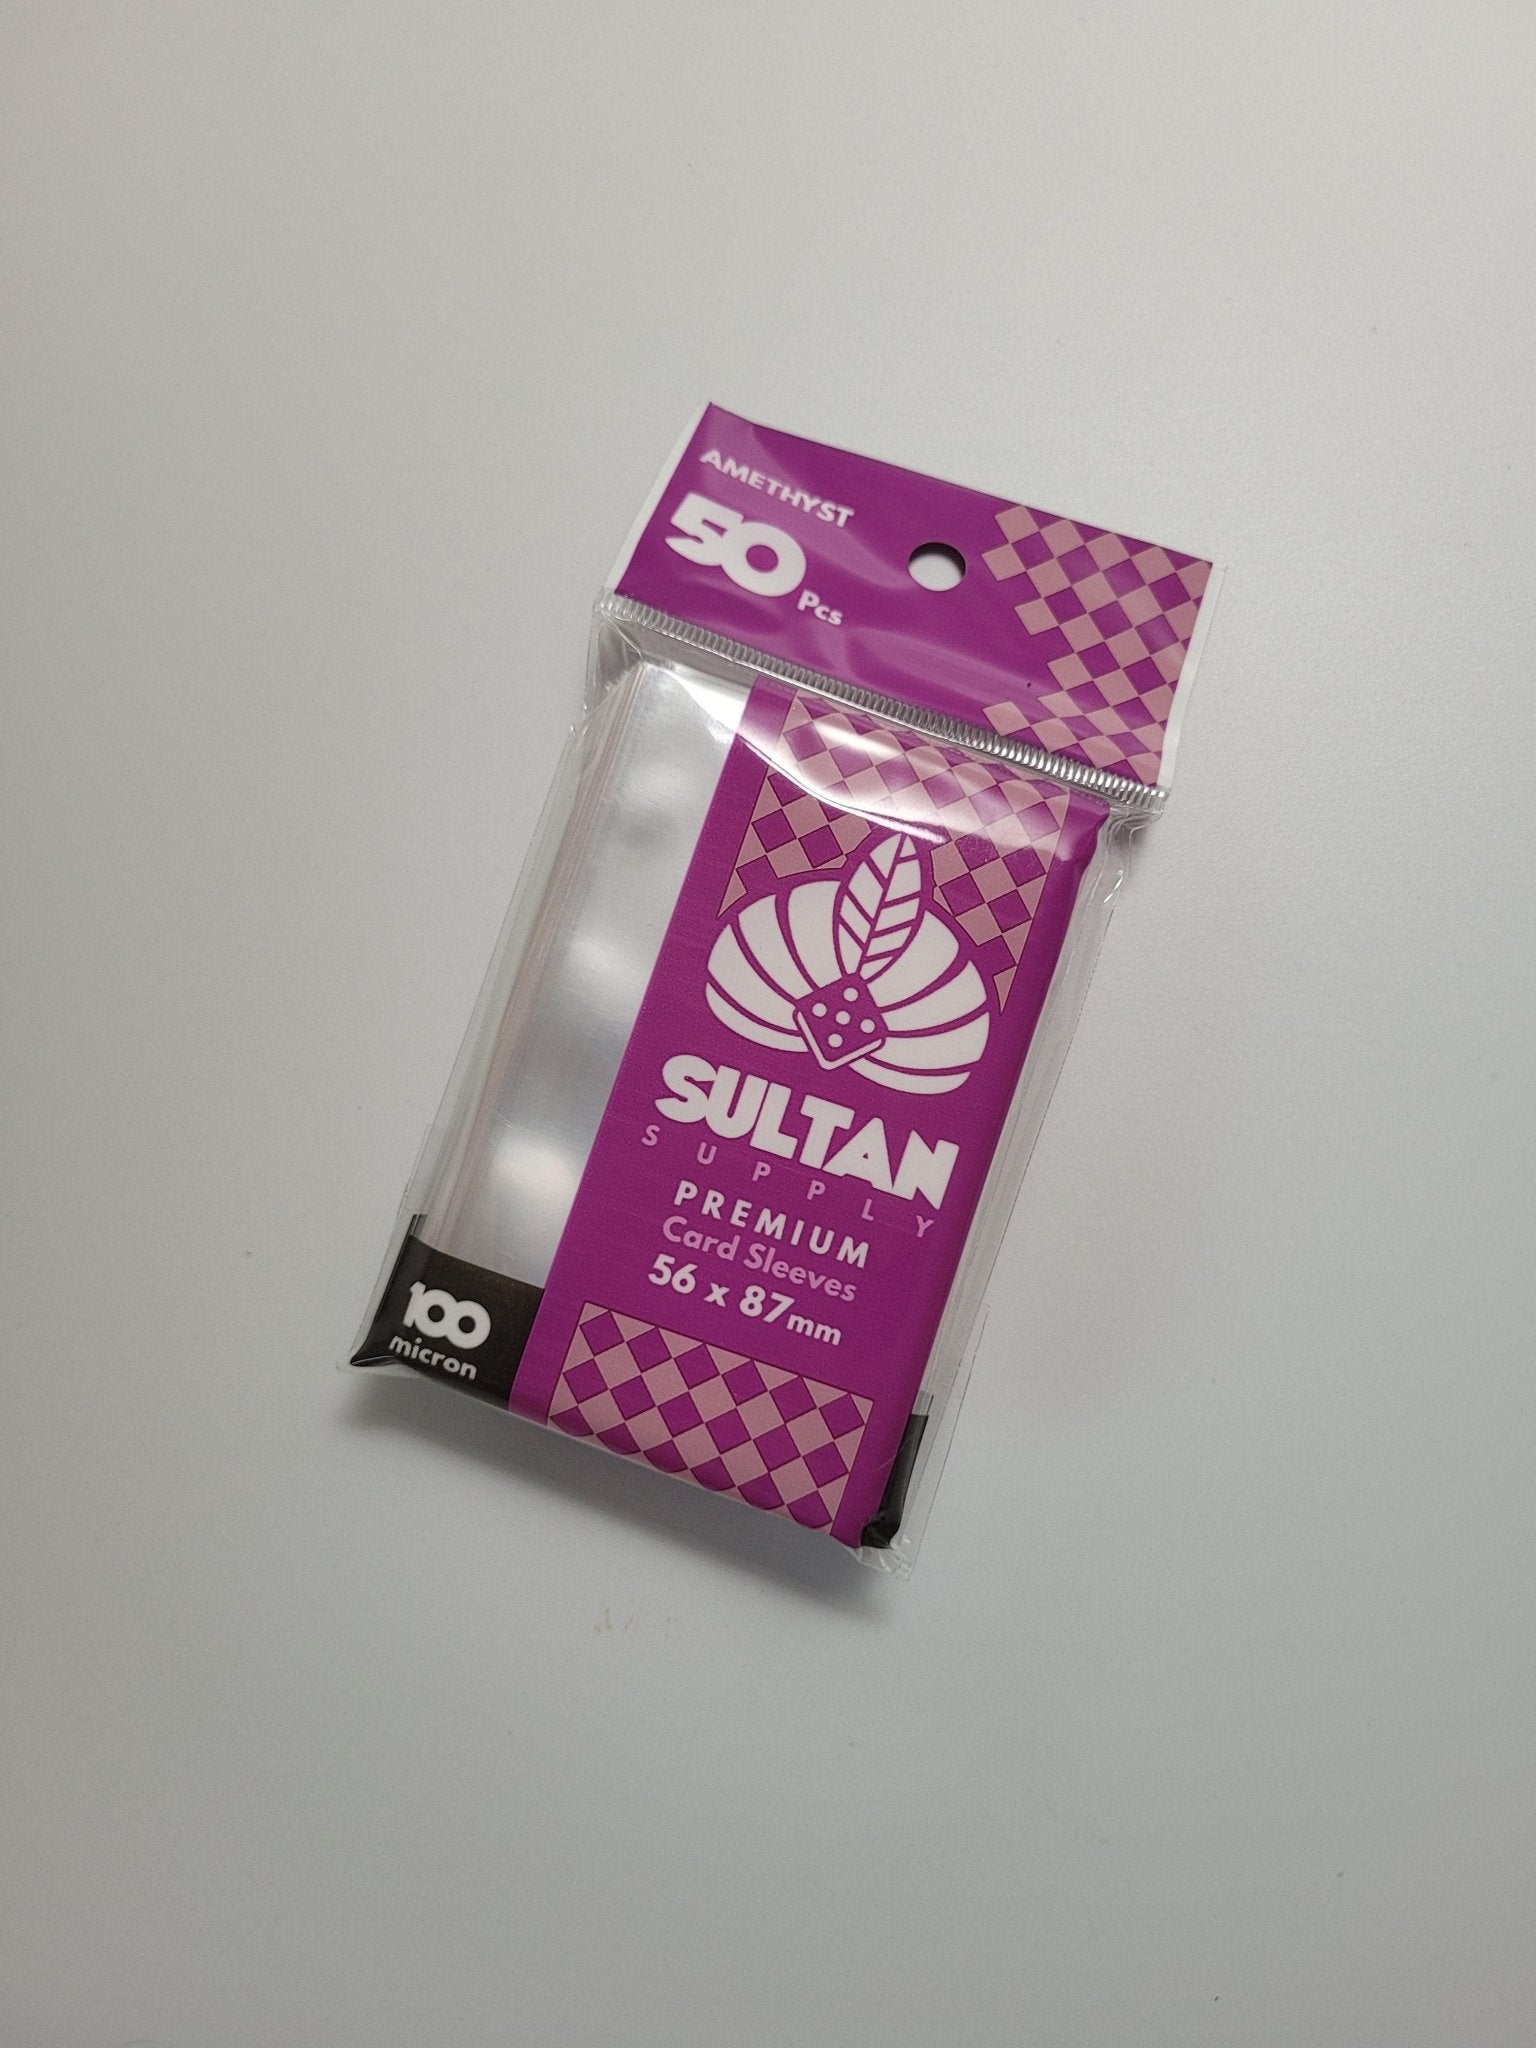 AMETHYST
50 Pcs
SULTAN
SUPPLY
PREMIUM
Card Sleeves
56 x 87mm
100
micron